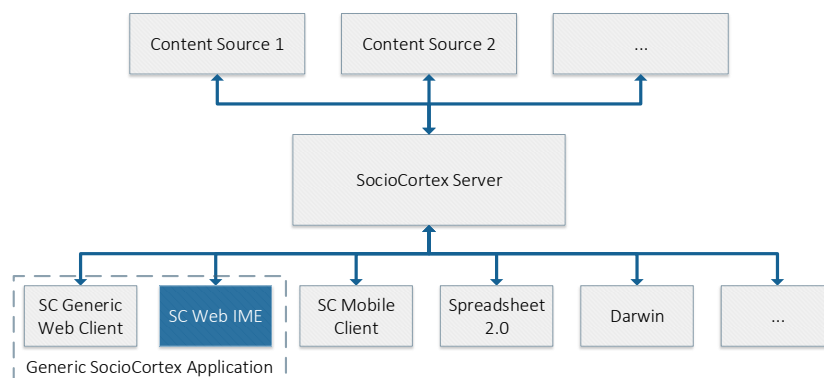 Content Source 1
Content Source 2
...
SocioCortex Server
SC Generic
Web Client
SC Web IME
SC Mobile
Client
Spreadsheet
2.0
Darwin
...
Generic SocioCortex Application